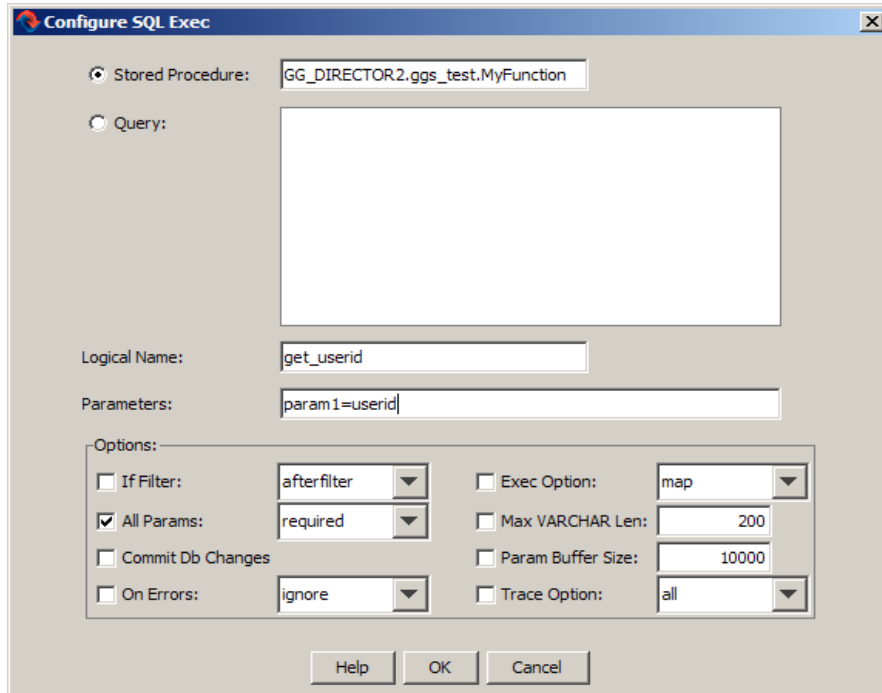 Configure SQL Exec
Stored Procedure: GG_DIRECTOR2.ggs_test.MyFunction
Query:
Logical Name: get_userid
Parameters: param1=userid
Options:
If Filter: afterfilter Exec Option: map
All Params: required Max VARCHAR Len: 200
Commit Db Changes Param Buffer Size: 10000
On Errors: ignore Trace Option: all
Help OK Cancel